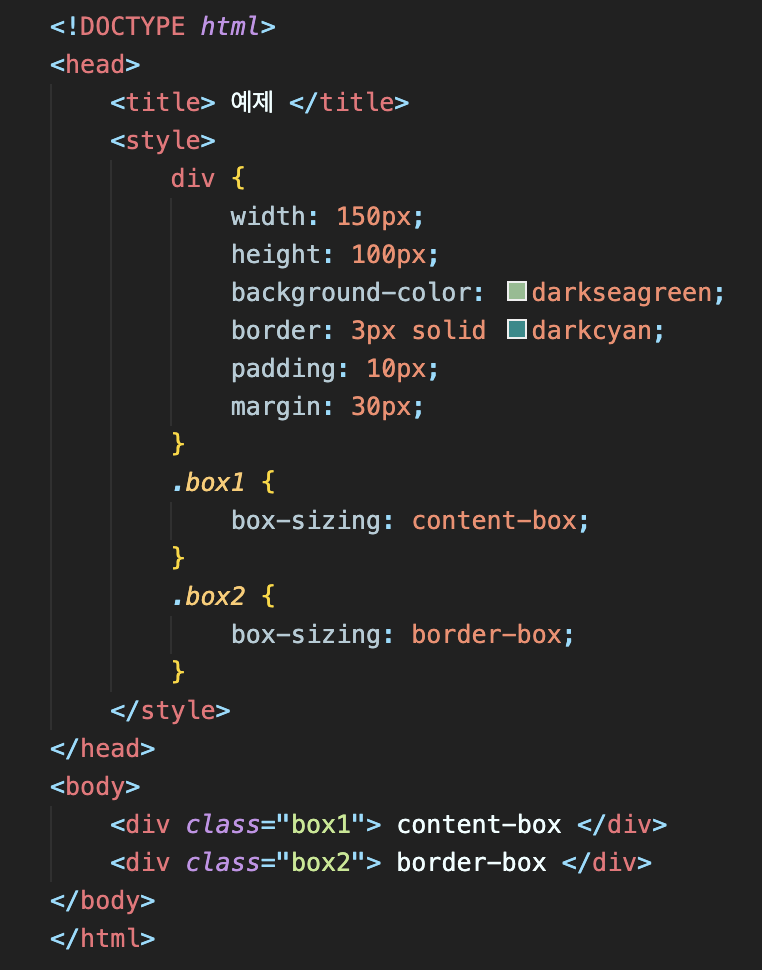 <!DOCTYPE html>
<head>
    <title> 예제 </title>
    <style>
        div {
            width: 150px;
            height: 100px;
            background-color: darkseagreen;
            border: 3px solid darkcyan;
            padding: 10px;
            margin: 30px;
        }
        .box1 {
            box-sizing: content-box;
        }
        .box2 {
            box-sizing: border-box;
        }
    </style>
</head>
<body>
    <div class="box1"> content-box </div>
    <div class="box2"> border-box </div>
</body>
</html>